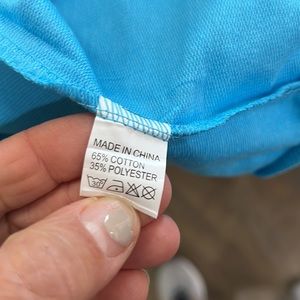 MADE IN CHINA
65% COTTON
35% POLYESTER